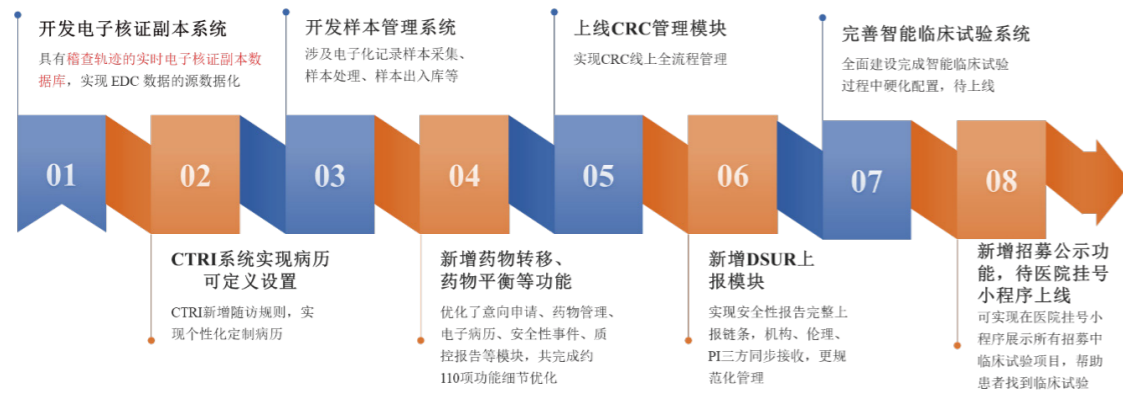 开发电子核证副本系统
具有稽查轨迹的实时电子核证副本数
据库，实现 EDC 数据的源数据化
01
02
CTRI系统实现病历
可定义设置
CTRI新增随访规则，实
现个性化定制病历
开发样本管理系统
涉及电子化记录样本采集、
样本处理、样本出入库等
03
04
新增药物转移、
药物平衡等功能
优化了意向申请、药物管理、
电子病历、安全性事件、质
控报告等模块，共完成约
110项功能细节优化
上线CRC管理模块
实现CRC线上全流程管理
05
06
新增DSUR上
报模块
实现安全性报告完整上
报链条，机构、伦理、
PI三方同步接收，更规
范化管理
完善智能临床试验系统
全面建设完成智能临床试验
过程中硬化配置，待上线
07
08
新增招募公示功
能，待医院挂号
小程序上线
可实现在医院挂号小
程序展示所有招募中
临床试验项目，帮助
患者找到临床试验